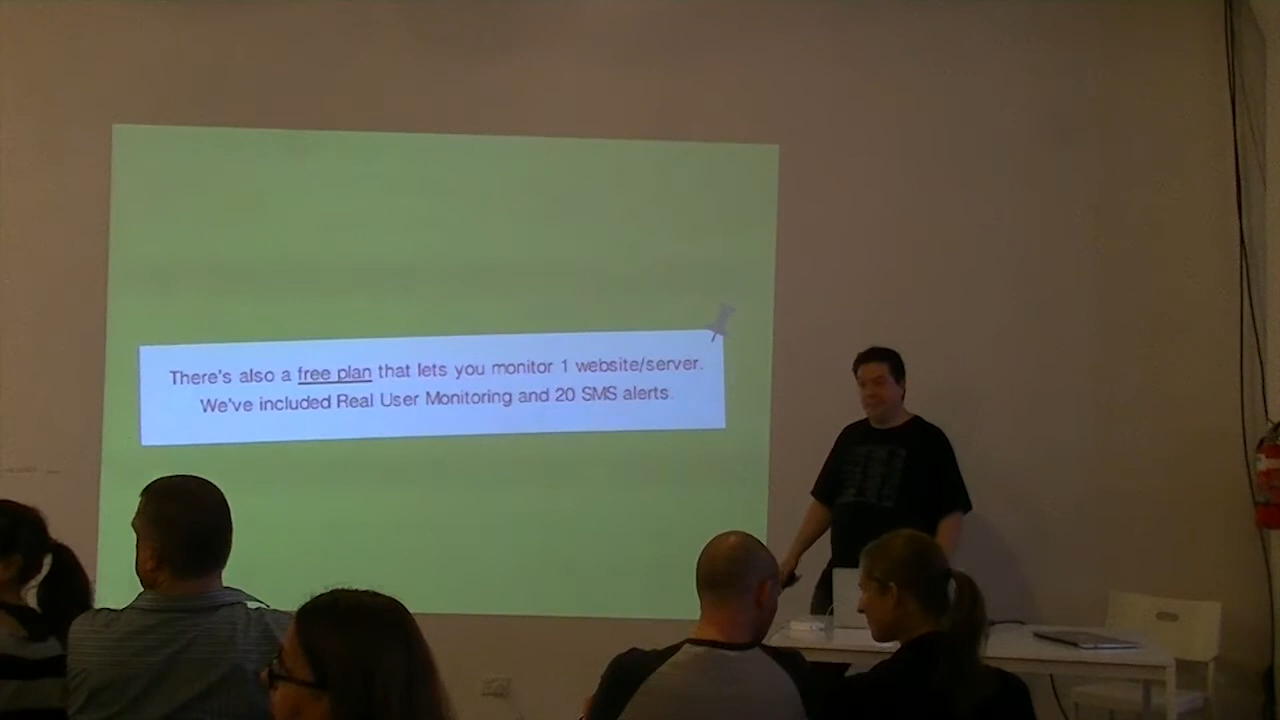 There's also a free plan that lets you monitor 1 website/server.
We've included Real User Monitoring and 20 SMS alerts.